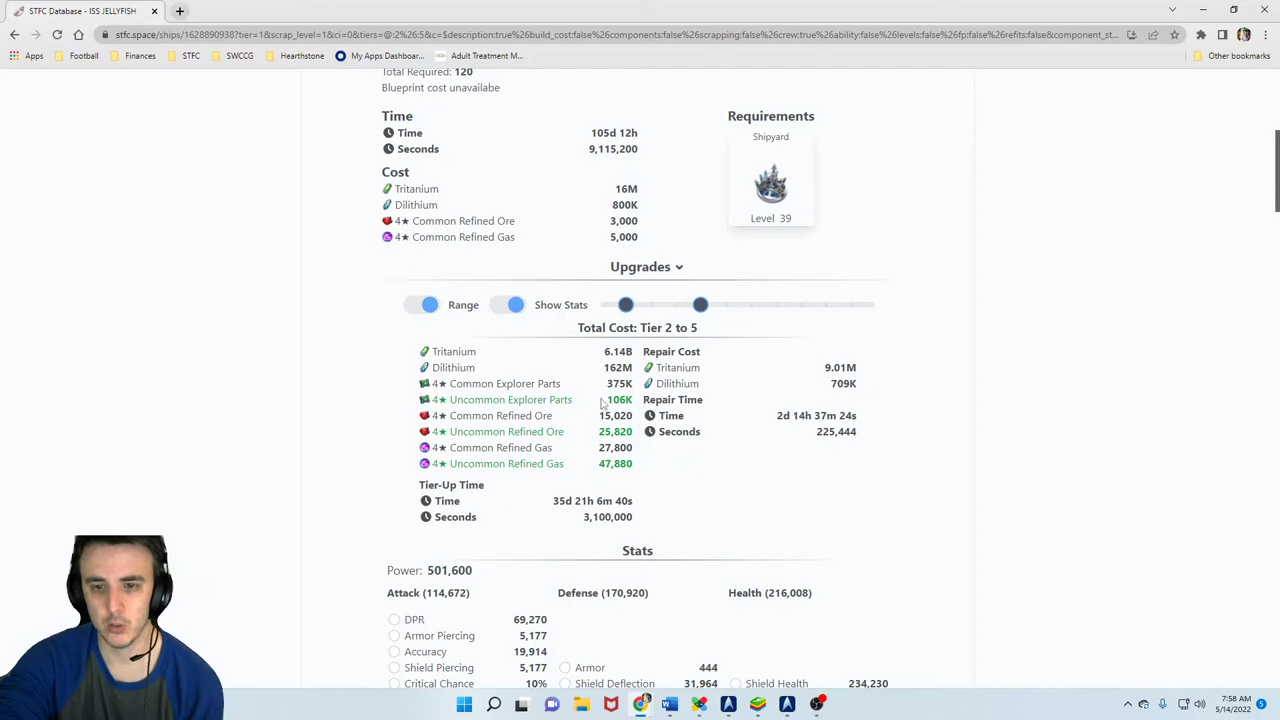 STFC Database - ISS JELLYFISH
stfc.space/ships/1628890938?tier=1&scrap_level=1&ci=0&tiers=@:2%26:5&c=$description:true%26build_cost:false%26components:false%26scrapping:false%26crew:true%26ability:false%26levels:false%26fp:false%26refits:false&component_st...
Apps
Football
Finances
STFC
SWCCG
Hearthstone
My Apps Dashboar...
Adult Treatment M...
Other bookmarks
Total Required: 120
Blueprint cost unavailabe
Time
Time 105d 12h
Seconds 9,115,200
Cost
Tritanium 16M
Dilithium 800K
4★ Common Refined Ore 3,000
4★ Common Refined Gas 5,000
Requirements
Shipyard
Level 39
Upgrades
Range
Show Stats
Total Cost: Tier 2 to 5
Tritanium 6.14B
Dilithium 162M
4★ Common Explorer Parts 375K
4★ Uncommon Explorer Parts 106K
4★ Common Refined Ore 15,020
4★ Uncommon Refined Ore 25,820
4★ Common Refined Gas 27,800
4★ Uncommon Refined Gas 47,880
Repair Cost
Tritanium 9.01M
Dilithium 709K
Repair Time
Time 2d 14h 37m 24s
Seconds 225,444
Tier-Up Time
Time 35d 21h 6m 40s
Seconds 3,100,000
Stats
Power: 501,600
Attack (114,672)
Defense (170,920)
Health (216,008)
DPR 69,270
Armor Piercing 5,177
Accuracy 19,914
Shield Piercing 5,177
Armor 444
Critical Chance 10%
Shield Deflection 31,964
Shield Health 234,230
7:58 AM
5/14/2022
5